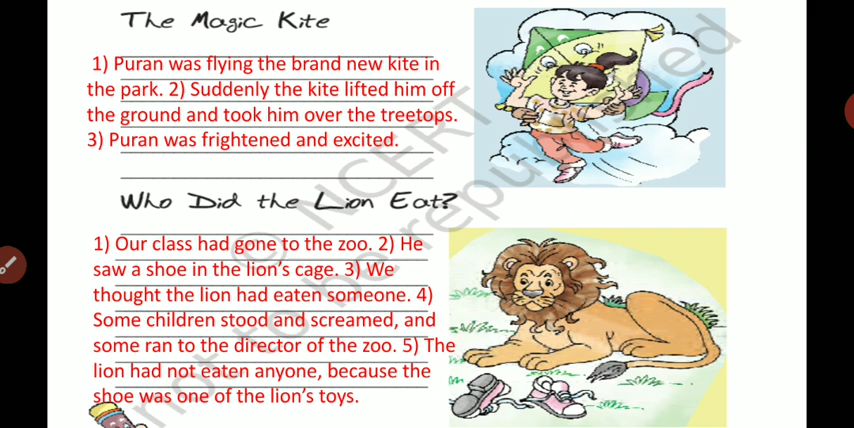 The Magic Kite
1) Puran was flying the brand new kite in
the park. 2) Suddenly the kite lifted him off
the ground and took him over the treetops.
3) Puran was frightened and excited.
Who Did the Lion Eat?
1) Our class had gone to the zoo. 2) He
saw a shoe in the lion's cage. 3) We
thought the lion had eaten someone. 4)
Some children stood and screamed, and
some ran to the director of the zoo. 5) The
lion had not eaten anyone, because the
shoe was one of the lion's toys.
© NCERT
not to be republished